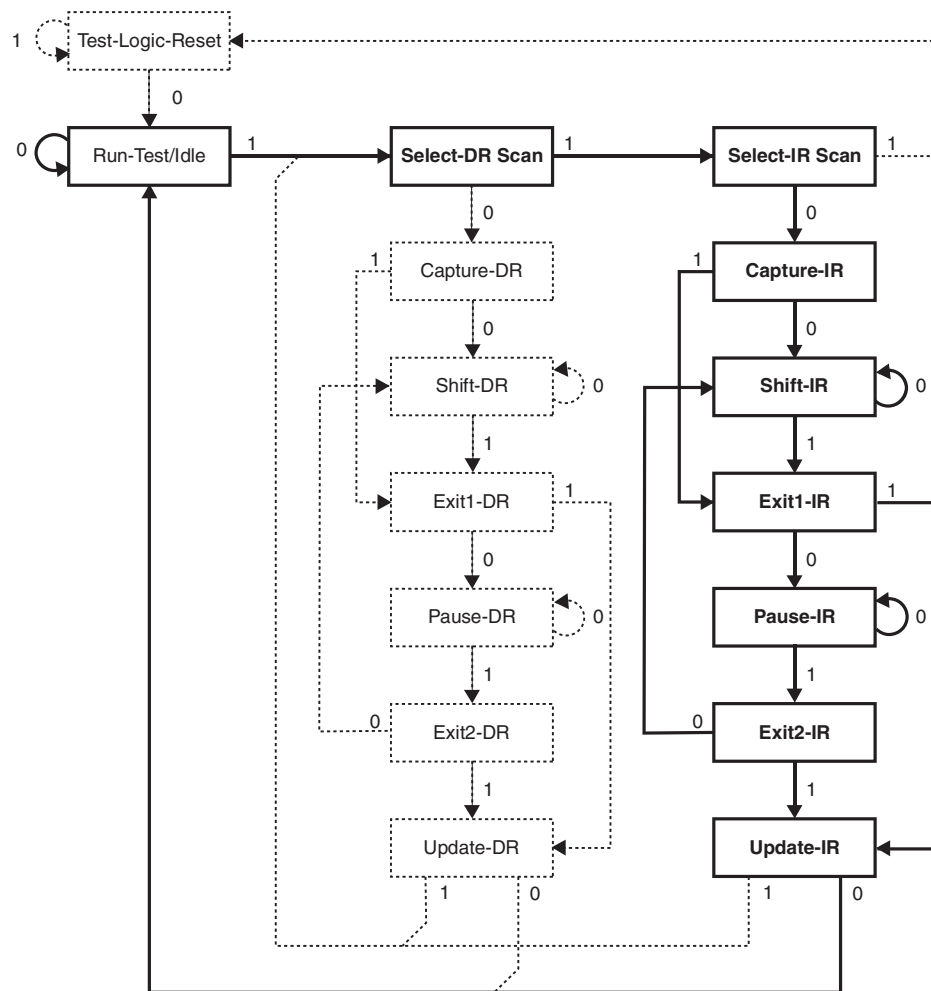 1
Test-Logic-Reset
0
0
Run-Test/Idle
1
Select-DR Scan
1
Select-IR Scan
1
0
0
1
Capture-DR
1
Capture-IR
0
0
Shift-DR
0
Shift-IR
0
1
1
Exit1-DR
1
Exit1-IR
1
0
0
Pause-DR
0
Pause-IR
0
1
1
0
Exit2-DR
0
Exit2-IR
1
1
Update-DR
Update-IR
1
0
1
0